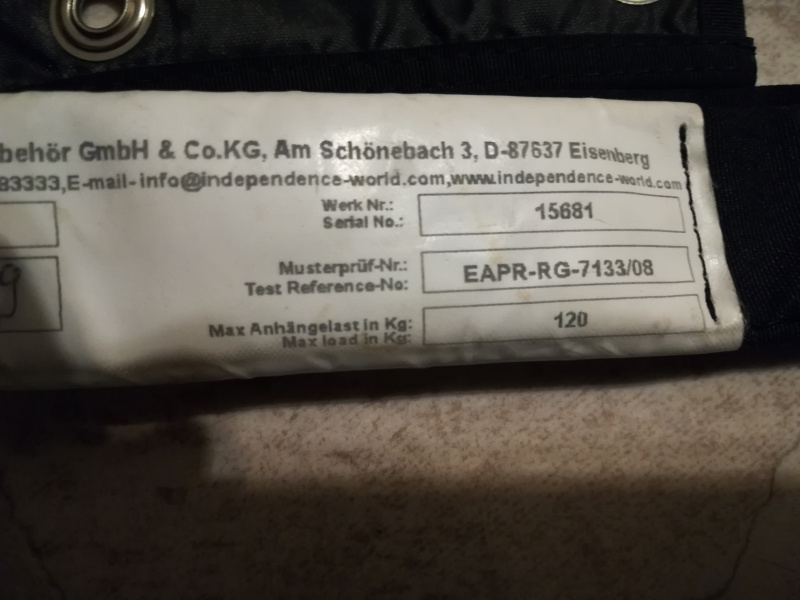 behör GmbH & Co.KG, Am Schönebach 3, D-87637 Eisenberg
83333,E-mail-info@independence-world.com,www.independence-world.com
Werk Nr.:
Serial No.: 15681
Musterprüf-Nr.:
Test Reference-No: EAPR-RG-7133/08
Max Anhängelast in Kg:
Max load in Kg: 120